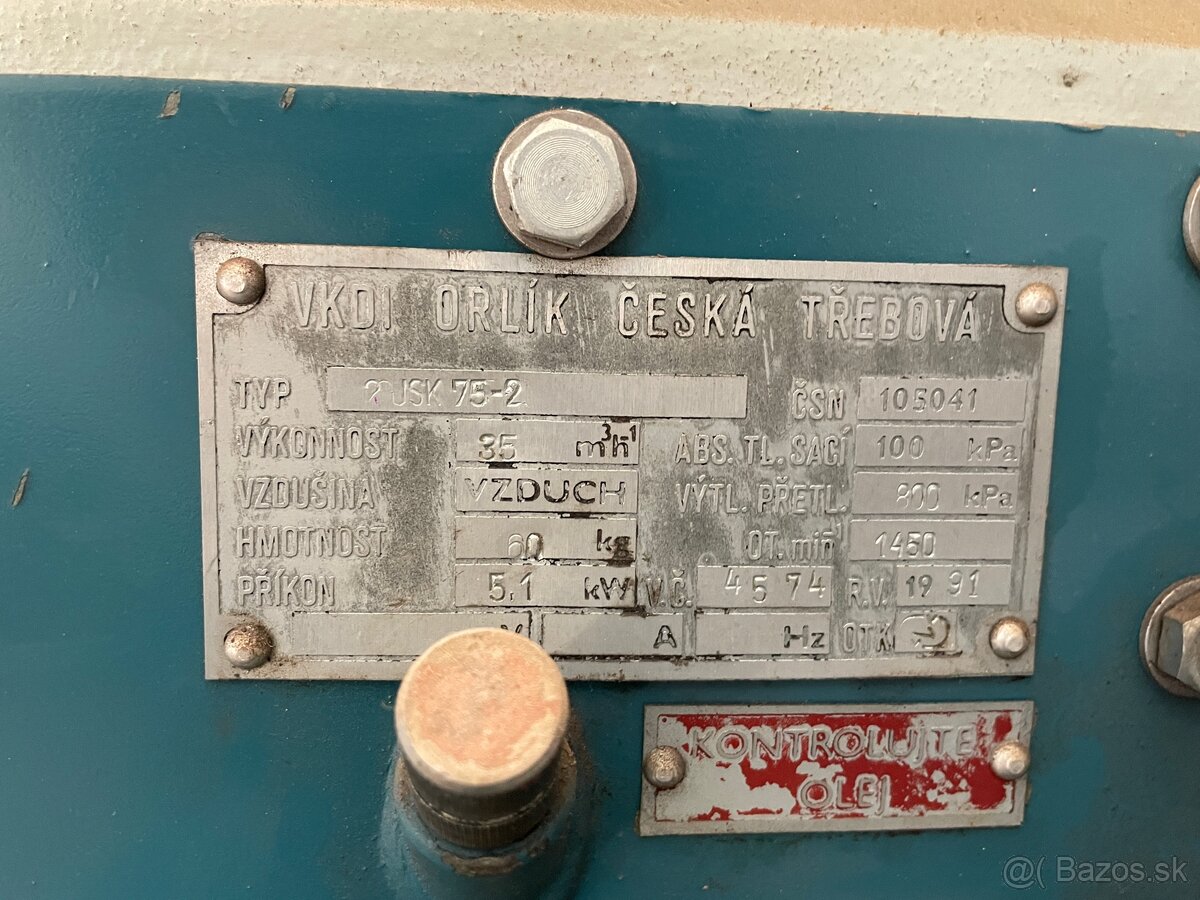 VKDI ORLÍK ČESKÁ TŘEBOVÁ
TYP 2 JSK 75-2 ČSN 105041
VÝKONNOST 35 m³h⁻¹ ABS. TL. SACÍ 100 kPa
VZDUŠINA VZDUCH VÝTL. PŘETL. 800 kPa
HMOTNOST 60 kg OT. min⁻¹ 1450
PŘÍKON 5,1 kW V.Č. 4574 R.V. 1991
V A Hz OTK
KONTROLUJTE
OLEJ
@( Bazos.sk